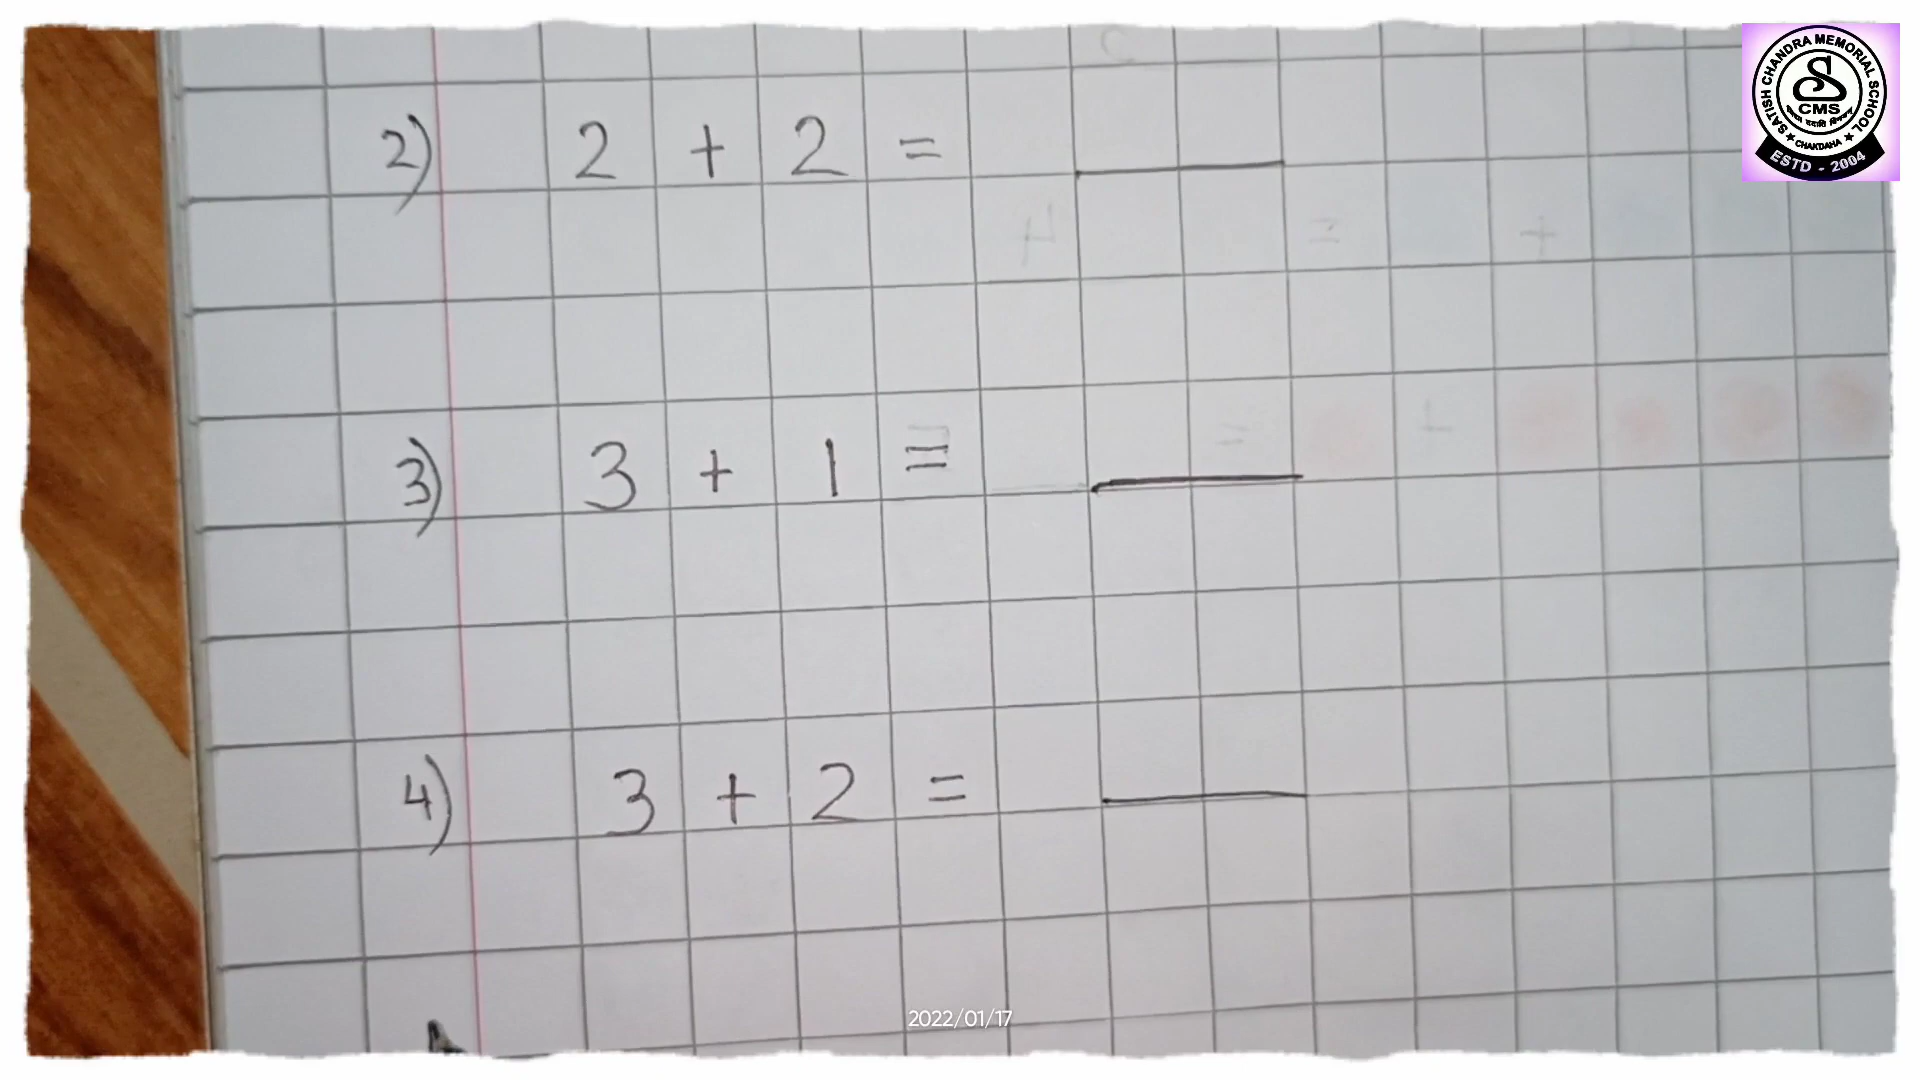 2) 2 + 2 = ____
3) 3 + 1 = ____
4) 3 + 2 = ____
SATISH CHANDRA MEMORIAL SCHOOL
S
CMS
CHAKDAHA
ESTD - 2004
2022/01/17